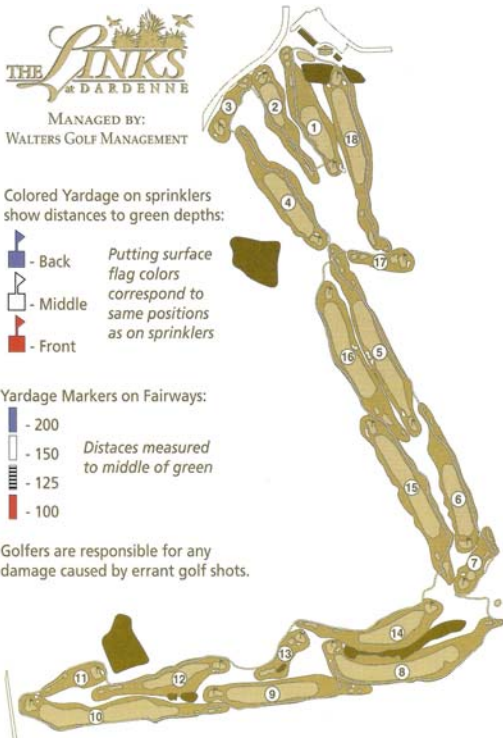 THE LINKS
at DARDENNE
MANAGED BY:
WALTERS GOLF MANAGEMENT
Colored Yardage on sprinklers
show distances to green depths:
- Back
- Middle
- Front
Putting surface
flag colors
correspond to
same positions
as on sprinklers
Yardage Markers on Fairways:
- 200
- 150
- 125
- 100
Distaces measured
to middle of green
Golfers are responsible for any
damage caused by errant golf shots.
3
2
1
18
4
17
16
5
15
6
7
14
13
8
11
12
9
10